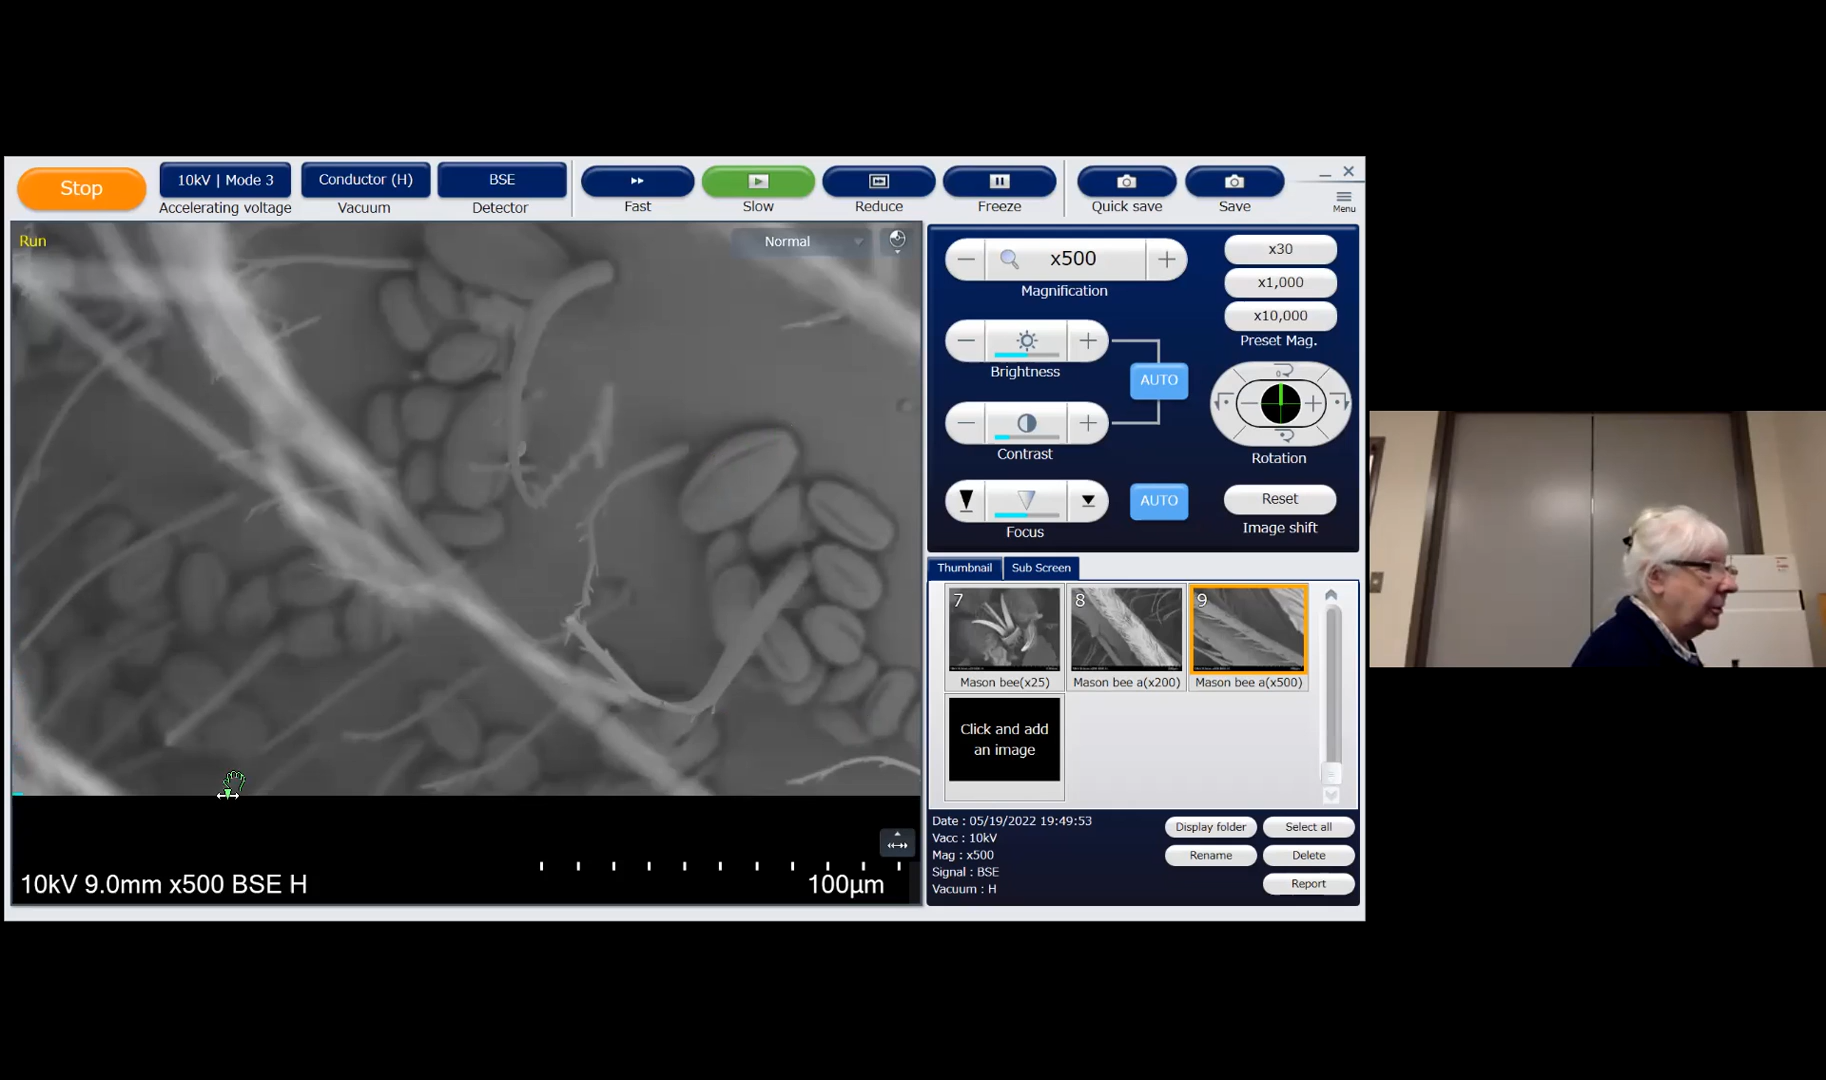 Stop
10kV | Mode 3
Accelerating voltage
Conductor (H)
Vacuum
BSE
Detector
Fast
Slow
Reduce
Freeze
Quick save
Save
Menu
Run
Normal
x500
Magnification
Brightness
AUTO
Contrast
Focus
AUTO
x30
x1,000
x10,000
Preset Mag.
0
Rotation
Reset
Image shift
Thumbnail
Sub Screen
7
Mason bee(x25)
8
Mason bee a(x200)
9
Mason bee a(x500)
Click and add
an image
Date : 05/19/2022 19:49:53
Vacc : 10kV
Mag : x500
Signal : BSE
Vacuum : H
Display folder
Select all
Rename
Delete
Report
10kV 9.0mm x500 BSE H
100µm